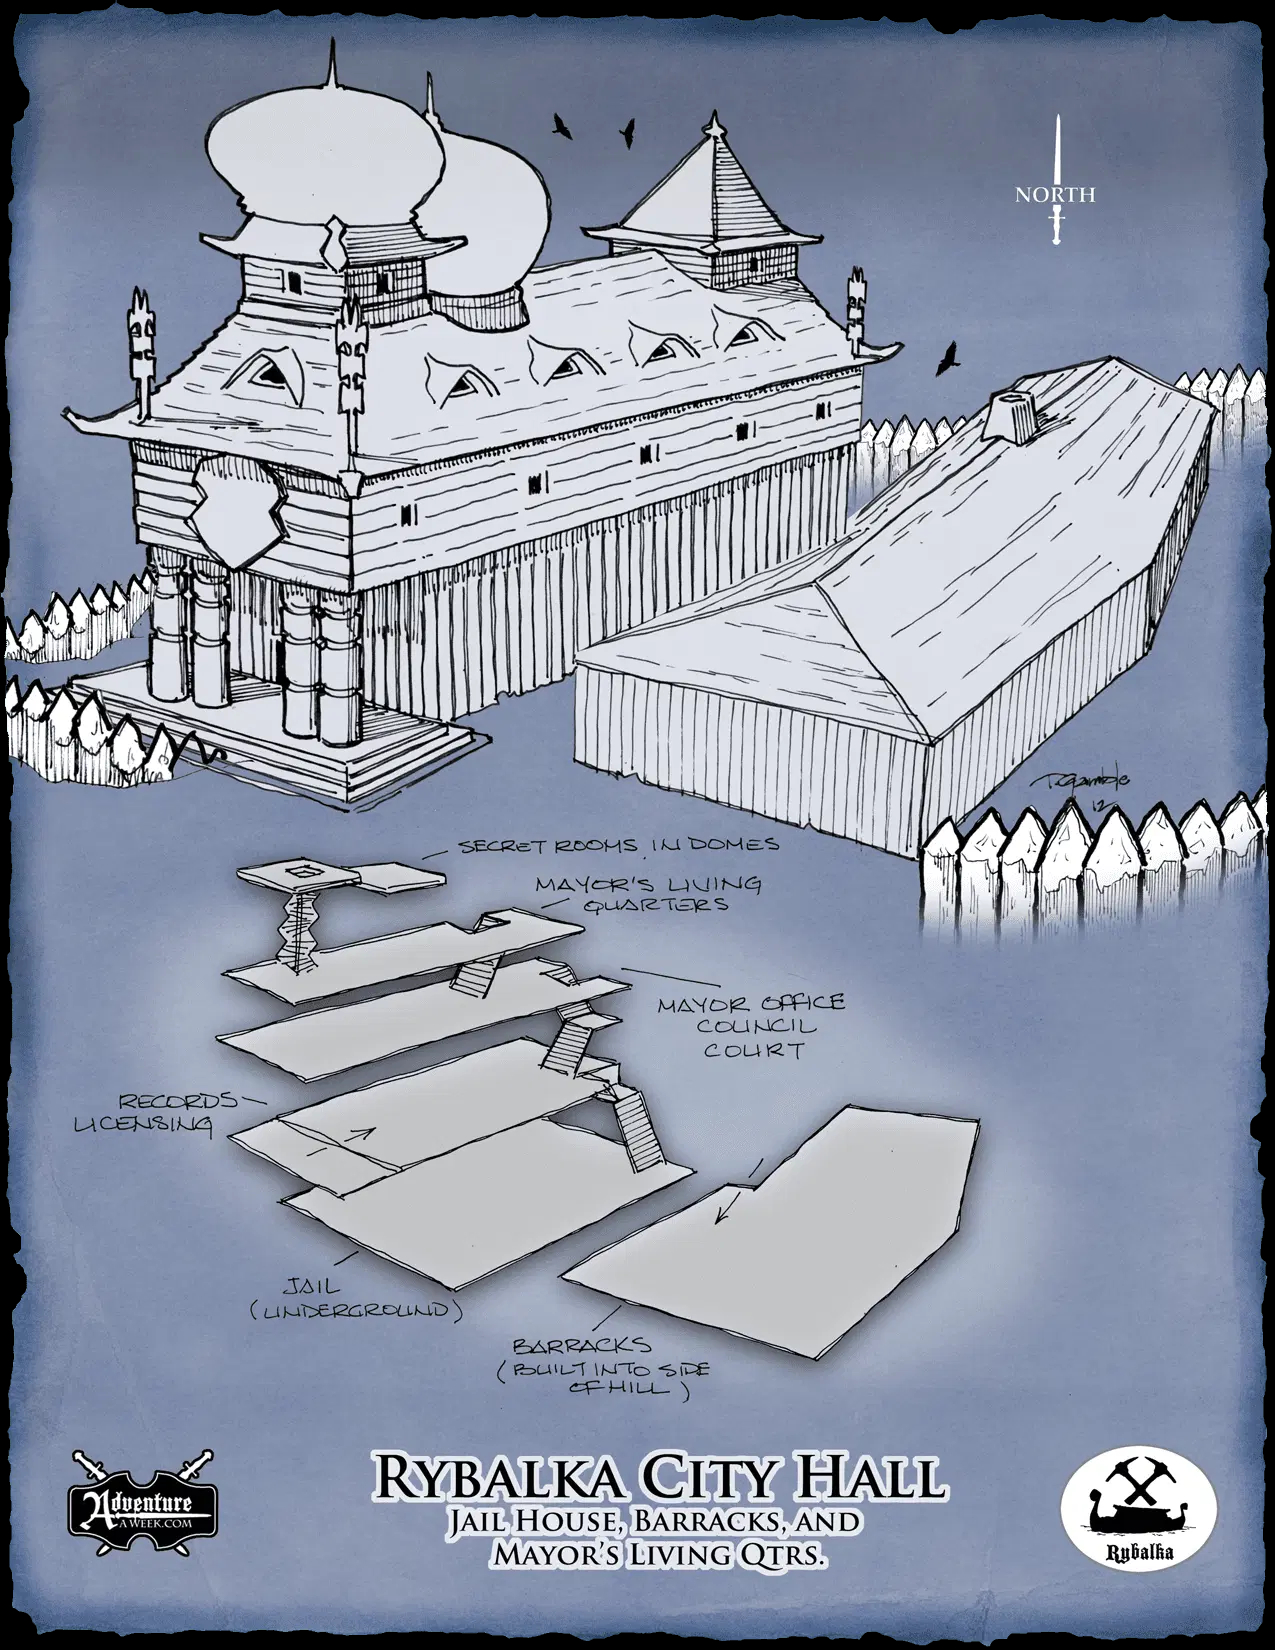 NORTH
T.Gamble
12
SECRET ROOMS IN DOMES
MAYOR'S LIVING
QUARTERS
MAYOR OFFICE
COUNCIL
COURT
RECORDS
LICENSING
JAIL
(UNDERGROUND)
BARRACKS
(BUILT INTO SIDE
OF HILL)
Adventure
A WEEK.COM
RYBALKA CITY HALL
JAIL HOUSE, BARRACKS, AND
MAYOR'S LIVING QTRS.
Rybalka